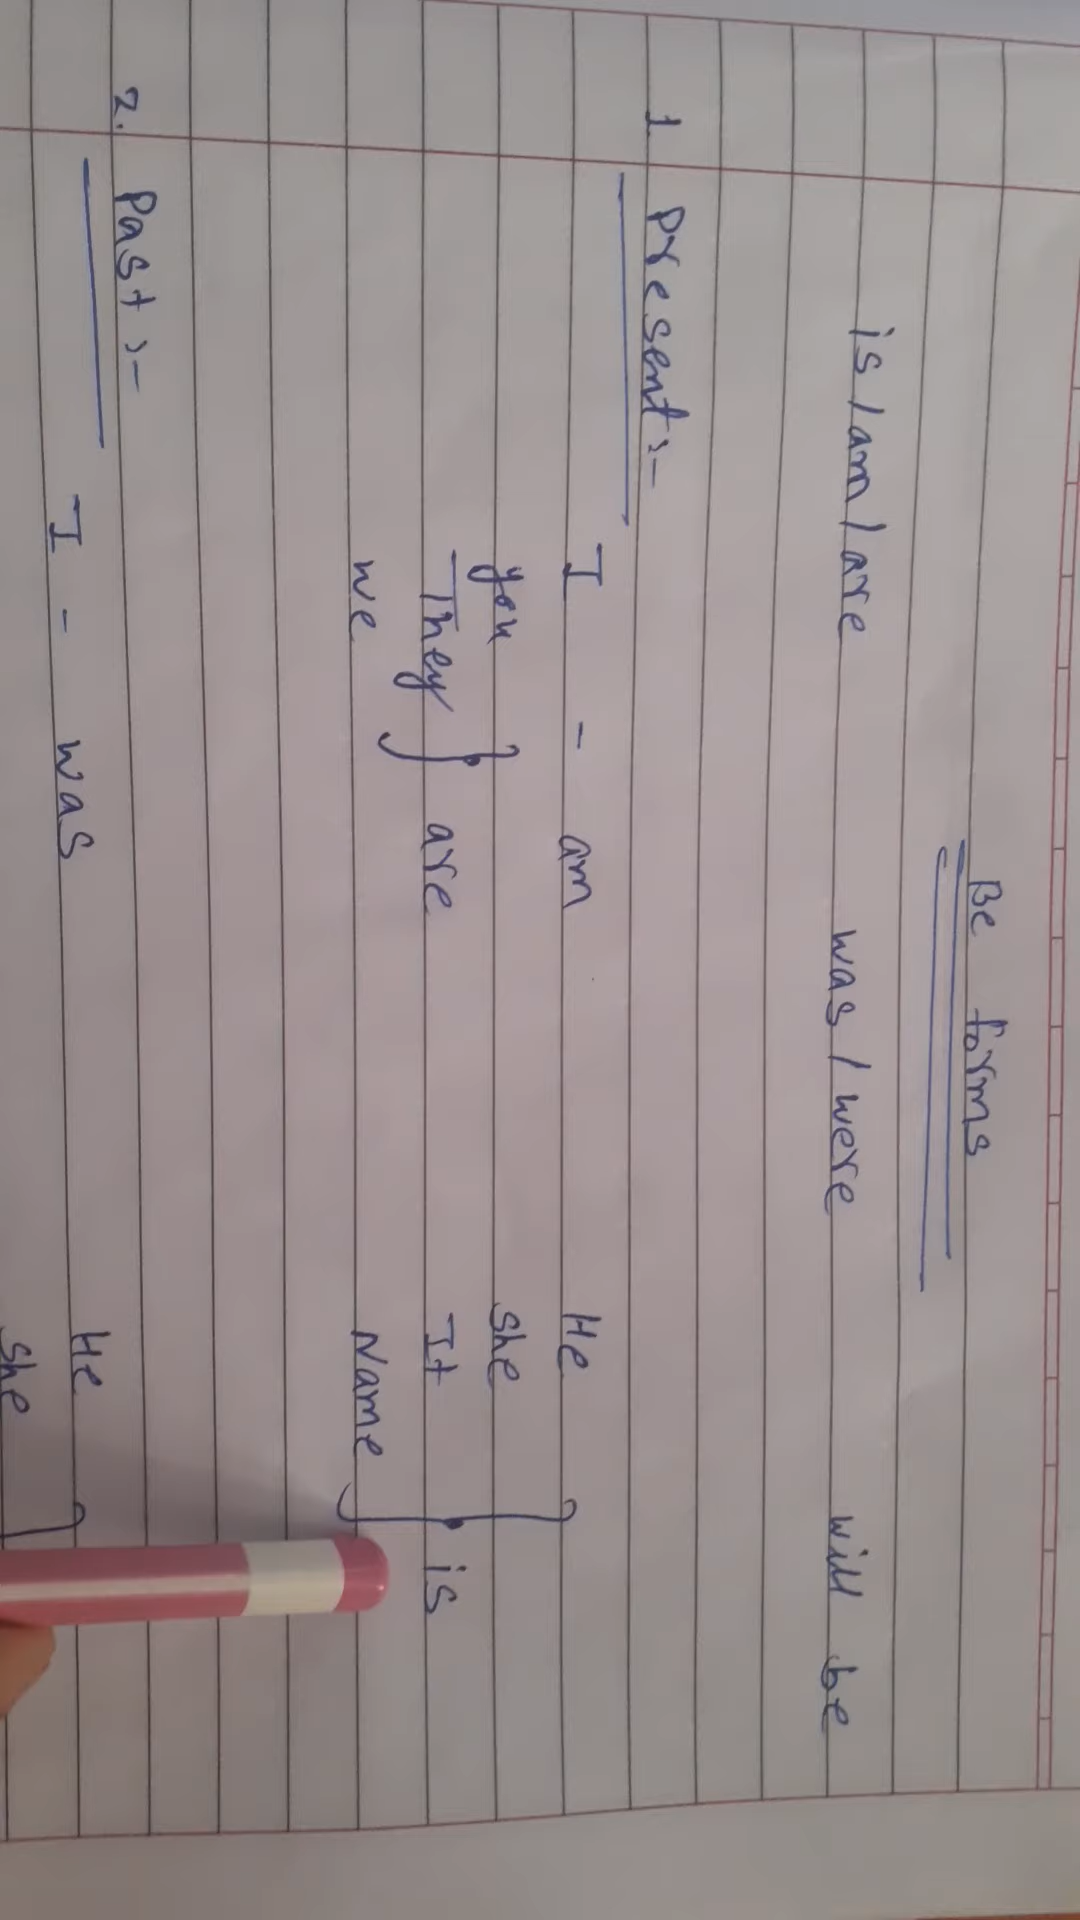 Be forms
is / am / are was / were will be
1 Present :-
I - am He
you She
They } are It } is
we Name
2. Past :-
I - was He
She